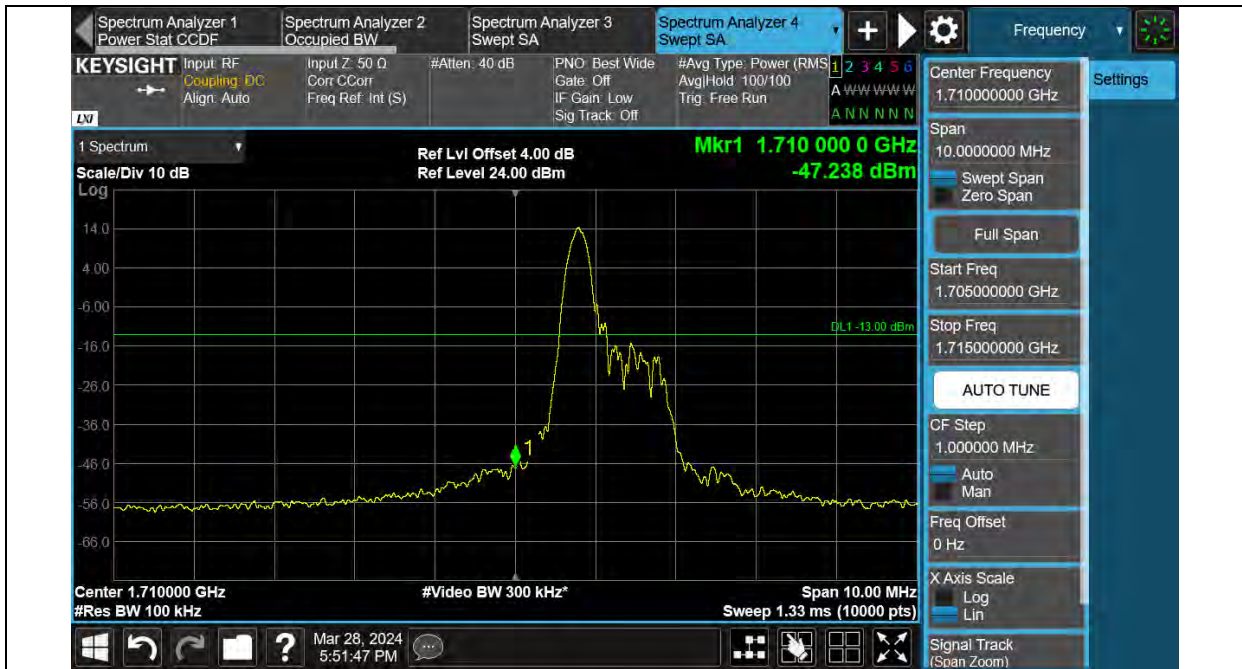 Spectrum Analyzer 1
Power Stat CCDF
Spectrum Analyzer 2
Occupied BW
Spectrum Analyzer 3
Swept SA
Spectrum Analyzer 4
Swept SA
Frequency
KEYSIGHT
LXI
Input: RF
Coupling: DC
Align: Auto
Input Z: 50 Ω
Corr CCorr
Freq Ref: Int (S)
#Atten: 40 dB
PNO: Best Wide
Gate: Off
IF Gain: Low
Sig Track: Off
#Avg Type: Power (RMS
Avg|Hold: 100/100
Trig: Free Run
1 2 3 4 5 6
A W W W W W
A N N N N N
1 Spectrum
Scale/Div 10 dB
Ref Lvl Offset 4.00 dB
Ref Level 24.00 dBm
Mkr1 1.710 000 0 GHz
-47.238 dBm
Log
14.0
4.00
-6.00
-16.0
-26.0
-36.0
-46.0
-56.0
-66.0
DL1 -13.00 dBm
1
Center 1.710000 GHz
#Res BW 100 kHz
#Video BW 300 kHz*
Span 10.00 MHz
Sweep 1.33 ms (10000 pts)
Mar 28, 2024
5:51:47 PM
Center Frequency
1.710000000 GHz
Settings
Span
10.0000000 MHz
Swept Span
Zero Span
Full Span
Start Freq
1.705000000 GHz
Stop Freq
1.715000000 GHz
AUTO TUNE
CF Step
1.000000 MHz
Auto
Man
Freq Offset
0 Hz
X Axis Scale
Log
Lin
Signal Track
(Span Zoom)